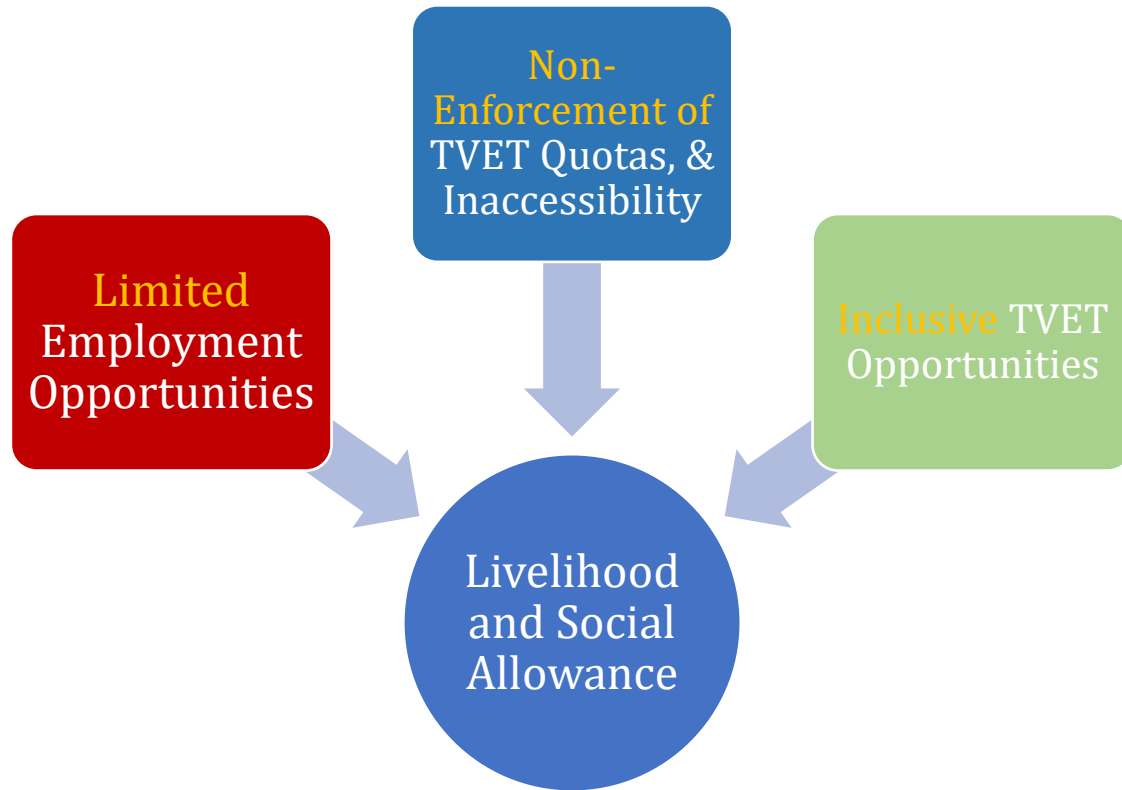 Non-
Enforcement of
TVET Quotas, &
Inaccessibility
Limited
Employment
Opportunities
Inclusive TVET
Opportunities
Livelihood
and Social
Allowance